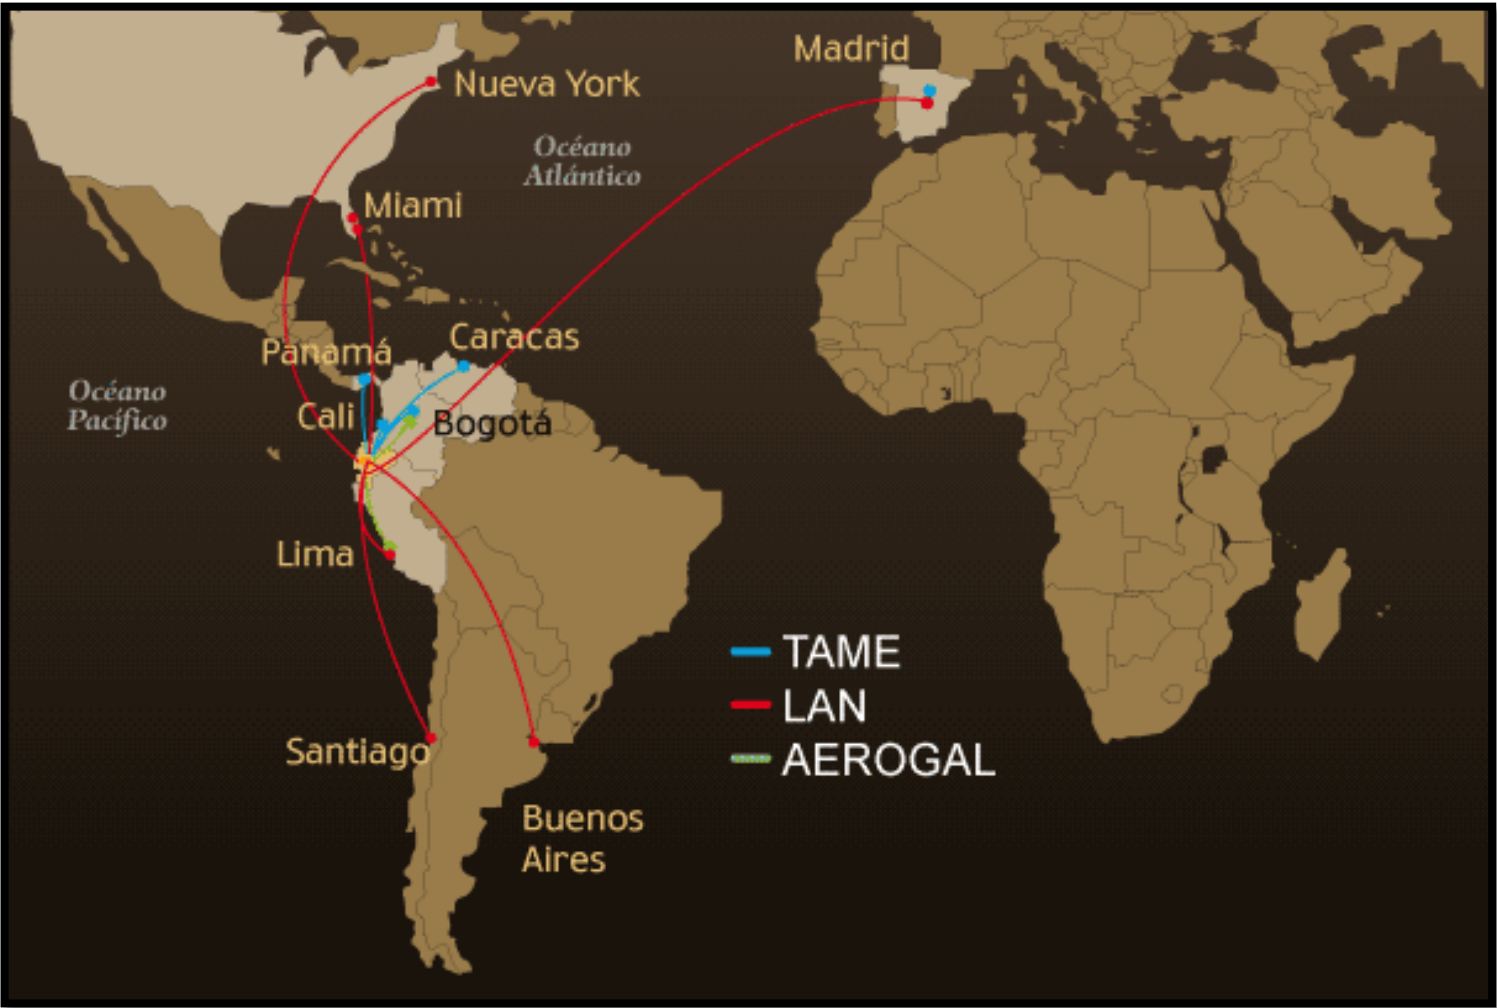 Madrid
Nueva York
Océano
Atlántico
Miami
Caracas
Panamá
Océano
Pacífico
Cali
Bogotá
Lima
TAME
LAN
Santiago
AEROGAL
Buenos
Aires